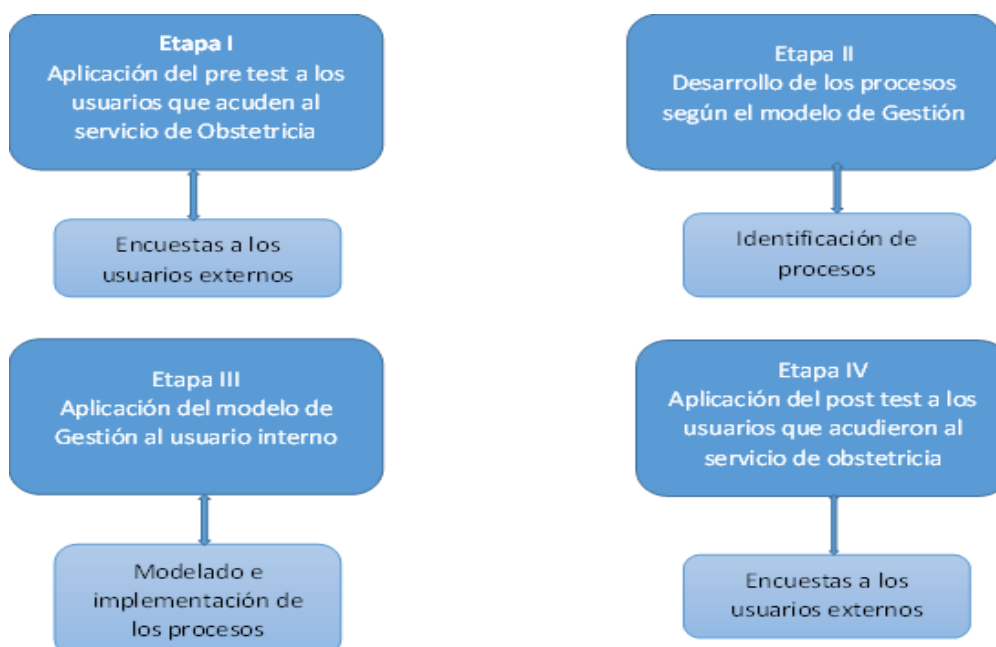 Etapa I
Aplicación del pre test a los
usuarios que acuden al
servicio de Obstetricia
Encuestas a los
usuarios externos
Etapa II
Desarrollo de los procesos
según el modelo de Gestión
Identificación de
procesos
Etapa III
Aplicación del modelo de
Gestión al usuario interno
Modelado e
implementación de
los procesos
Etapa IV
Aplicación del post test a los
usuarios que acudieron al
servicio de obstetricia
Encuestas a los
usuarios externos